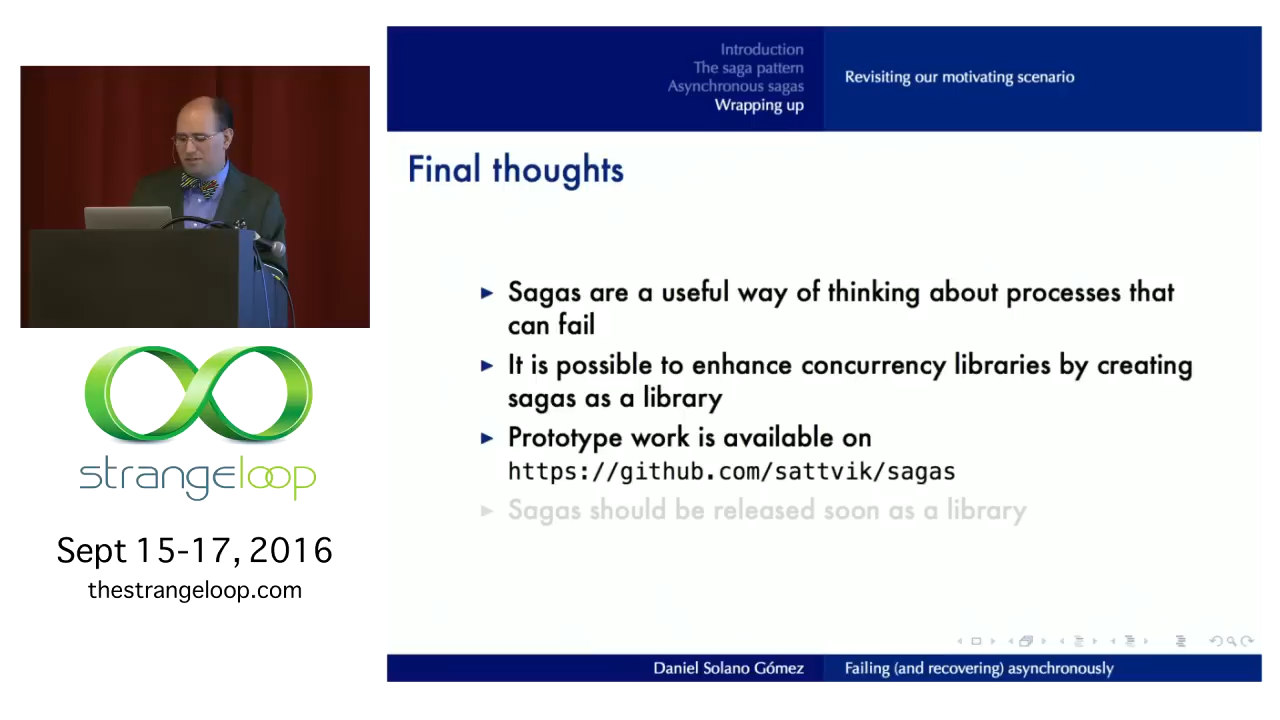 Introduction
The saga pattern
Asynchronous sagas
Wrapping up
Revisiting our motivating scenario
Final thoughts
Sagas are a useful way of thinking about processes that
can fail
It is possible to enhance concurrency libraries by creating
sagas as a library
Prototype work is available on
https://github.com/sattvik/sagas
Sagas should be released soon as a library
strangeloop
Sept 15-17, 2016
thestrangeloop.com
Daniel Solano Gómez
Failing (and recovering) asynchronously